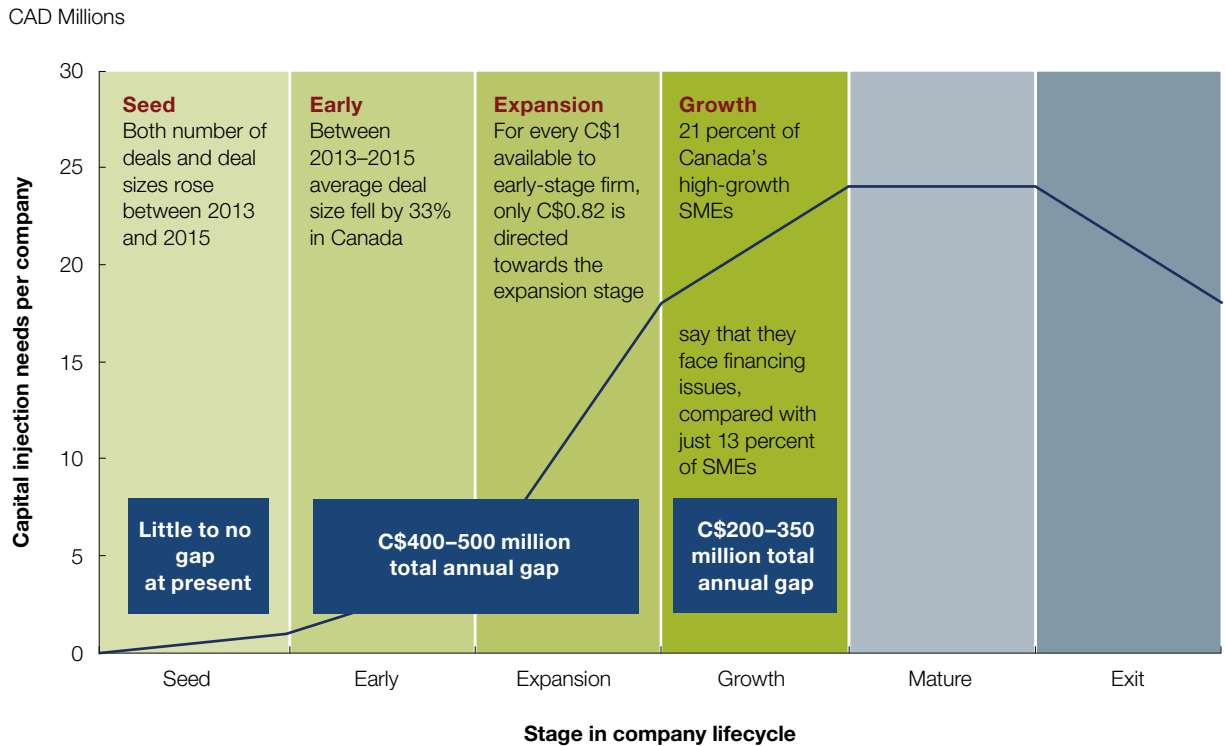 CAD Millions
Capital injection needs per company
30
25
20
15
10
5
0
Seed
Both number of
deals and deal
sizes rose
between 2013
and 2015
Early
Between
2013–2015
average deal
size fell by 33%
in Canada
Expansion
For every C$1
available to
early-stage firm,
only C$0.82 is
directed
towards the
expansion stage
Growth
21 percent of
Canada’s
high-growth
SMEs
say that they
face financing
issues,
compared with
just 13 percent
of SMEs
Little to no
gap
at present
C$400–500 million
total annual gap
C$200–350
million total
annual gap
Seed
Early
Expansion
Growth
Mature
Exit
Stage in company lifecycle